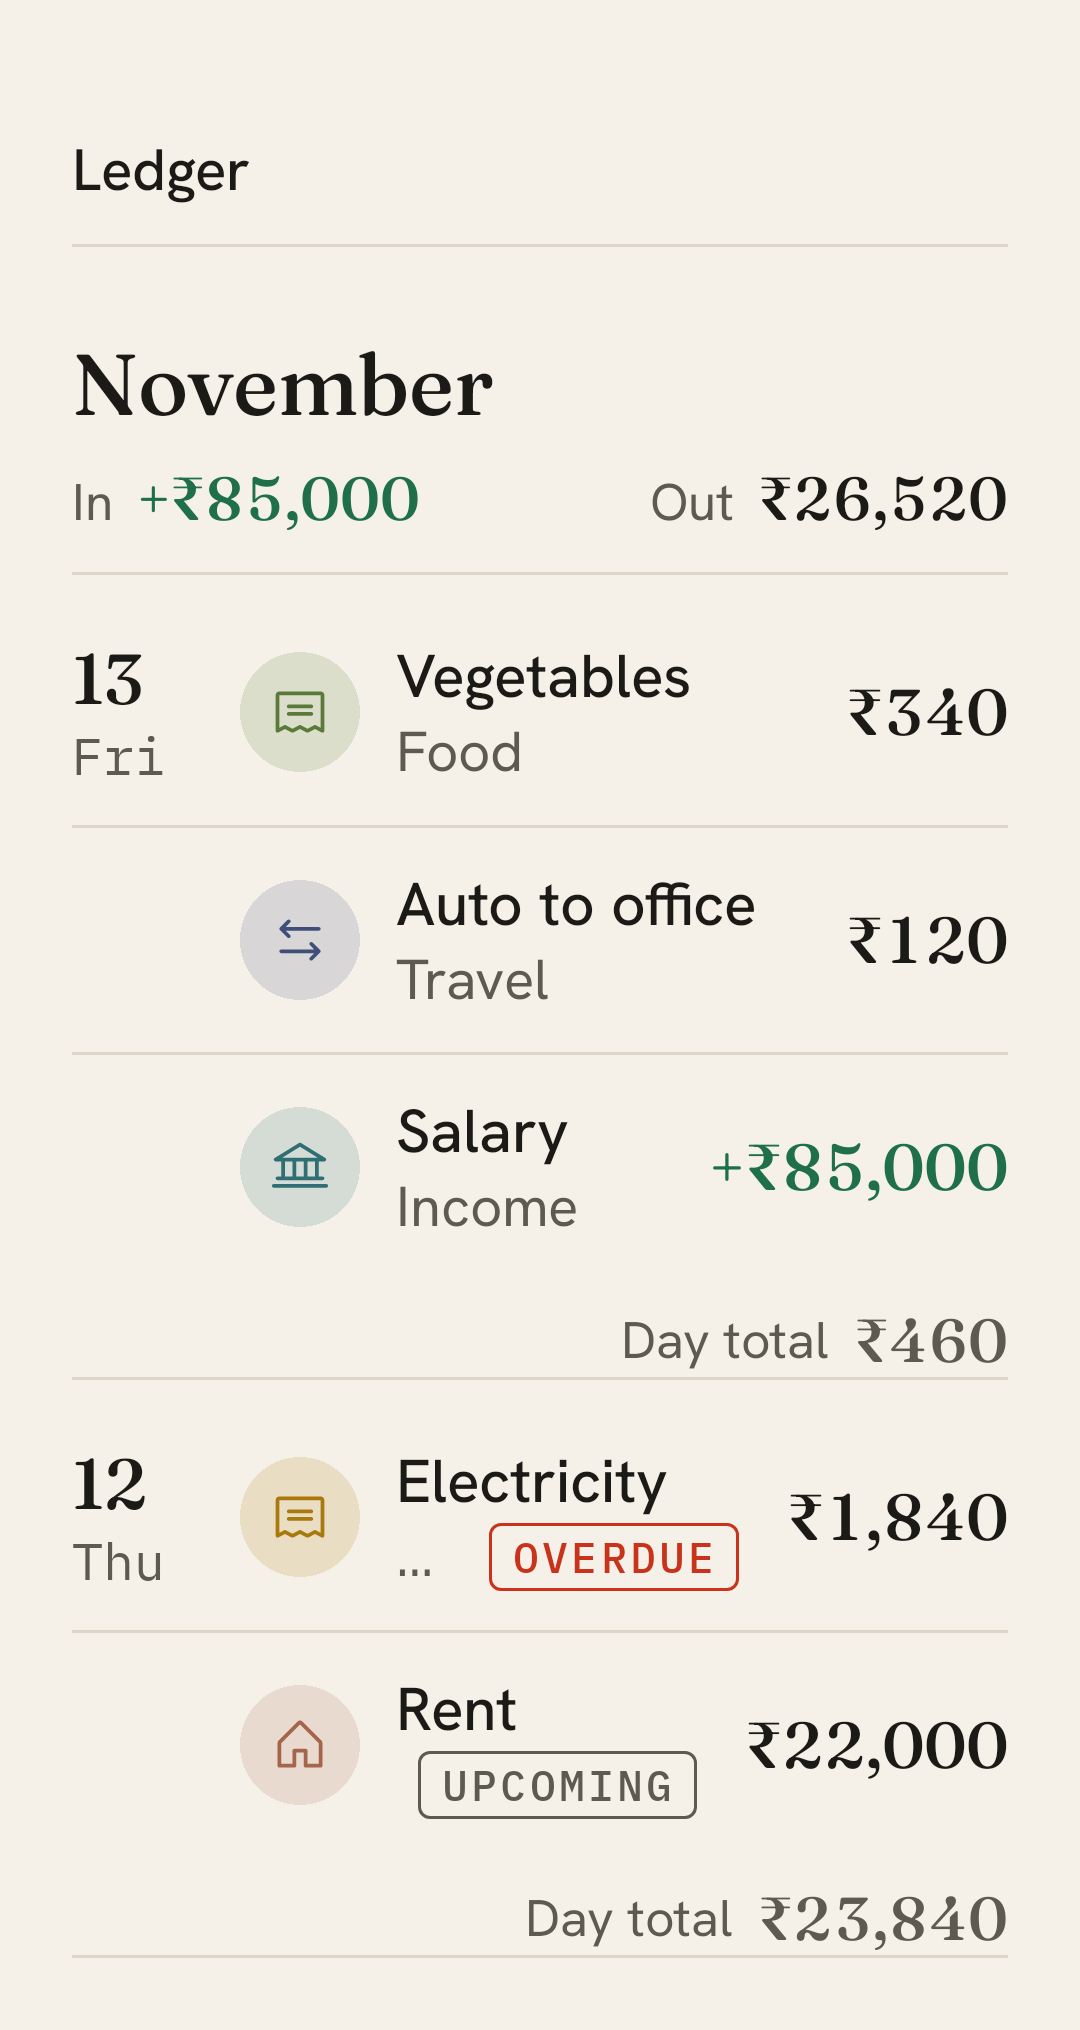 Ledger
November
In +₹85,000 Out ₹26,520
13 Vegetables ₹340
Fri Food
Auto to office ₹120
Travel
Salary +₹85,000
Income
Day total ₹460
12 Electricity ₹1,840
Thu ... OVERDUE
Rent ₹22,000
UPCOMING
Day total ₹23,840